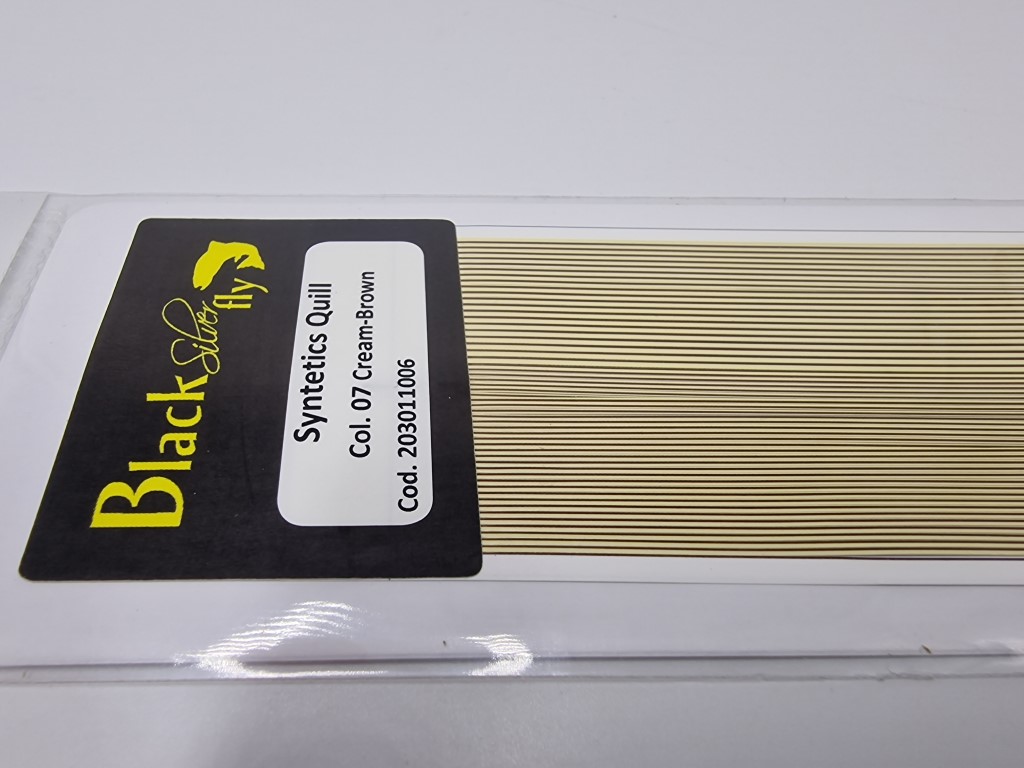 Black Silver fly
Syntetics Quill
Col. 07 Cream-Brown
Cod. 203011006